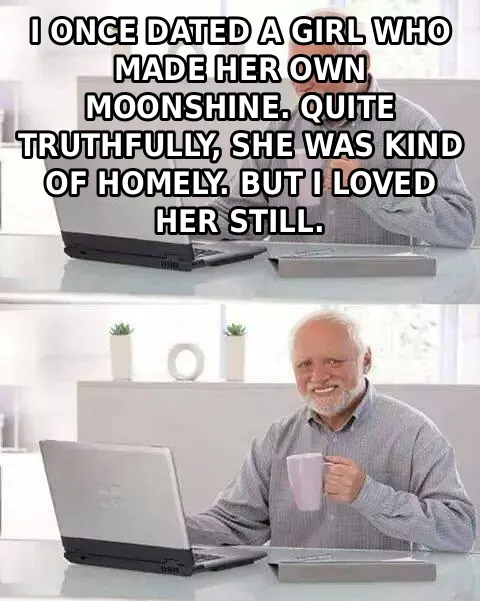 I ONCE DATED A GIRL WHO
MADE HER OWN
MOONSHINE. QUITE
TRUTHFULLY, SHE WAS KIND
OF HOMELY. BUT I LOVED
HER STILL.